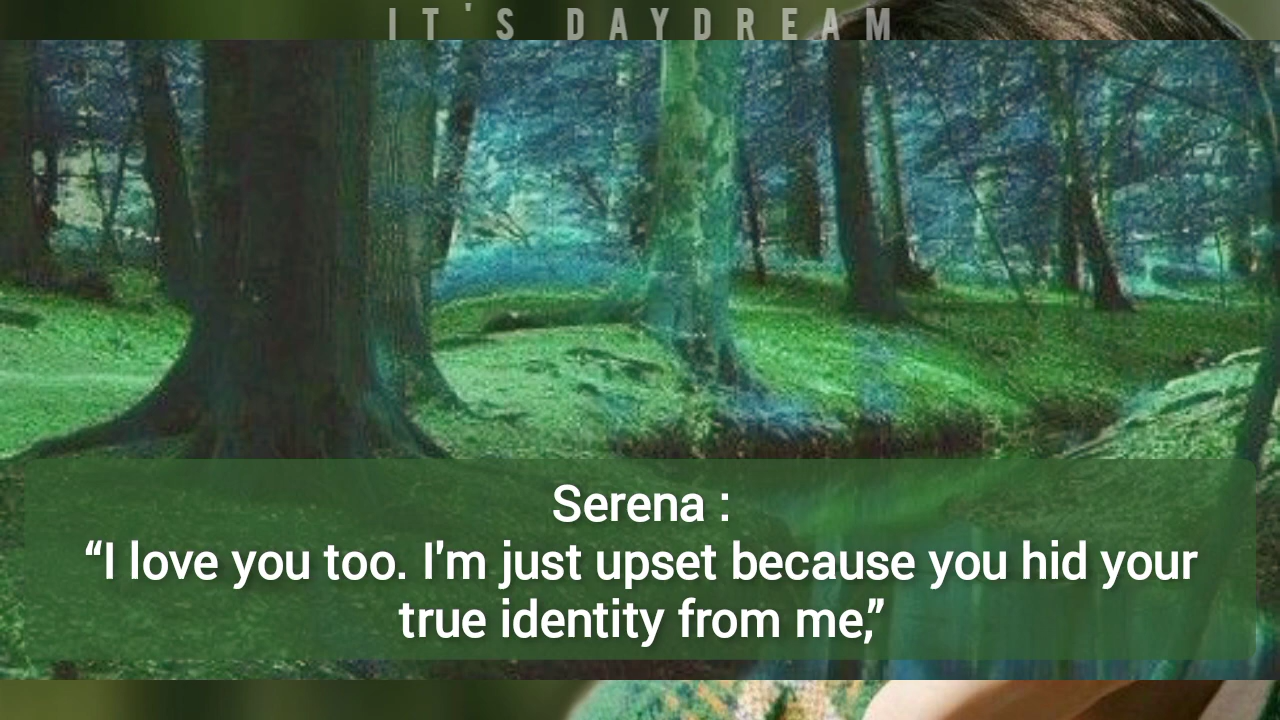 IT'S DAYDREAM
Serena :
“I love you too. I'm just upset because you hid your
true identity from me,”